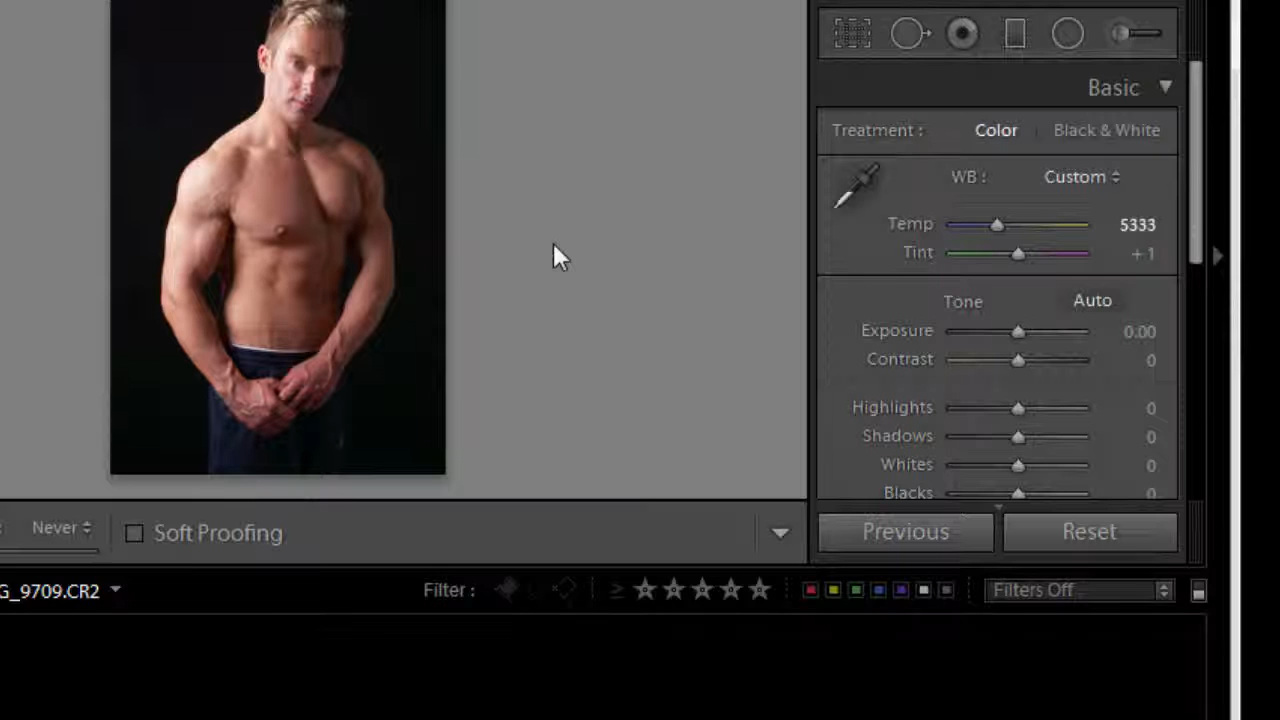 Basic
Treatment : Color Black & White
WB : Custom
Temp 5333
Tint + 1
Tone Auto
Exposure 0.00
Contrast 0
Highlights 0
Shadows 0
Whites 0
Blacks 0
Previous Reset
: Never Soft Proofing
G_9709.CR2 Filter : ≥ Filters Off